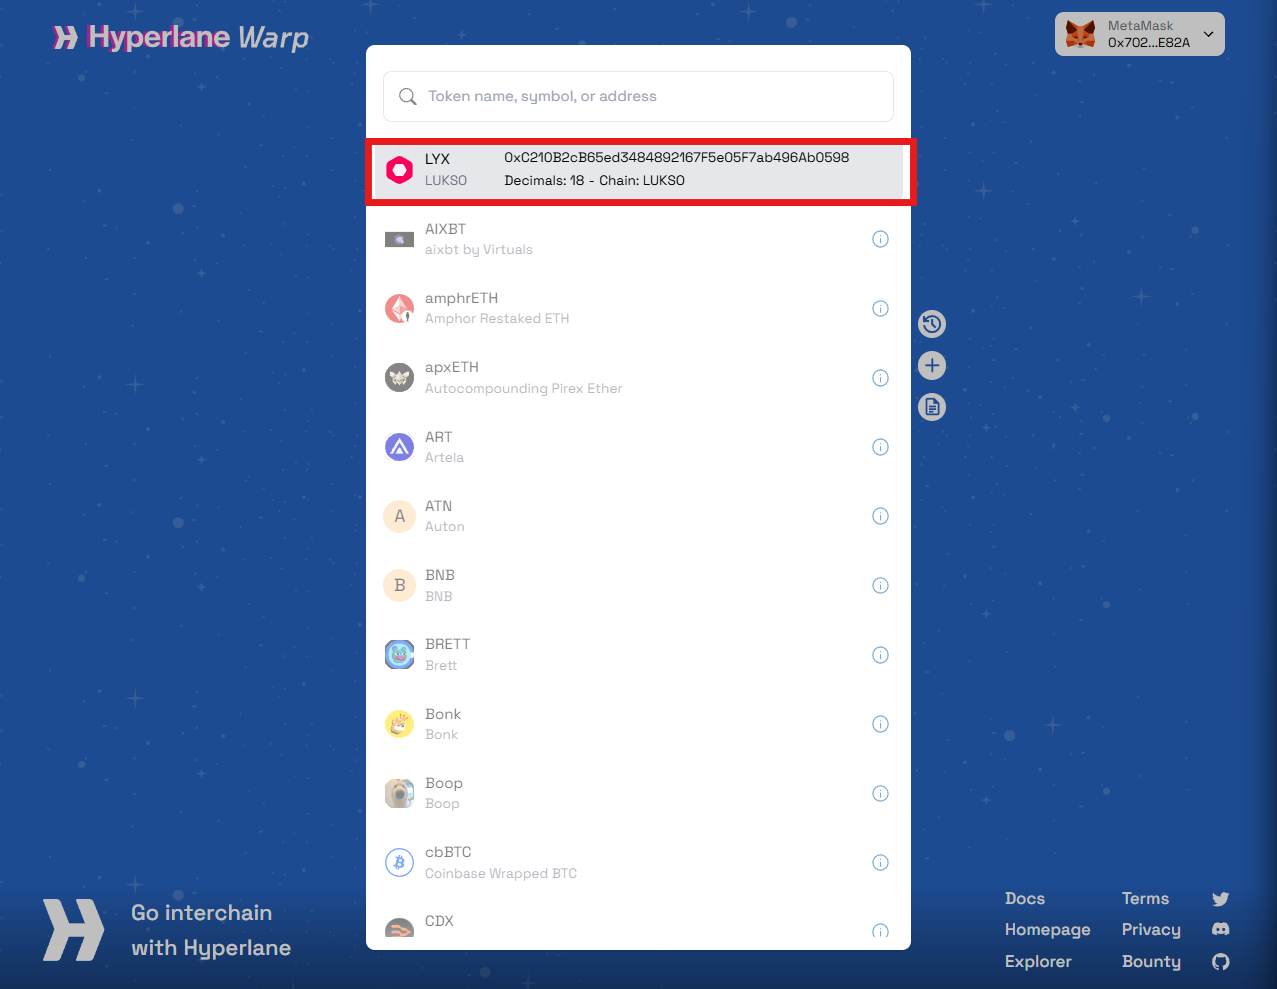 Hyperlane Warp
MetaMask
0x702...E82A
Token name, symbol, or address
LYX
LUKSO
0xC210B2cB65ed3484892167F5e05F7ab496Ab0598
Decimals: 18 - Chain: LUKSO
AIXBT
aixbt by Virtuals
amphrETH
Amphor Restaked ETH
apxETH
Autocompounding Pirex Ether
ART
Artela
A
ATN
Auton
B
BNB
BNB
BRETT
Brett
Bonk
Bonk
Boop
Boop
cbBTC
Coinbase Wrapped BTC
CDX
Go interchain
with Hyperlane
Docs
Homepage
Explorer
Terms
Privacy
Bounty